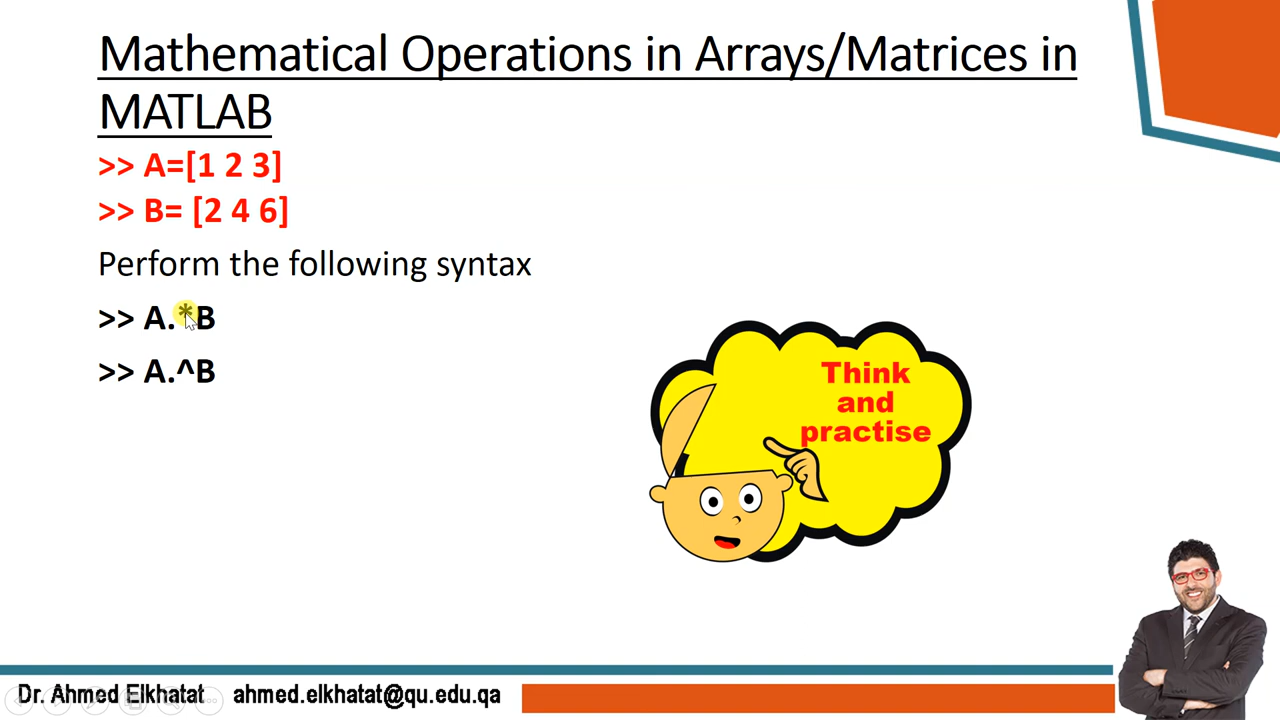 Mathematical Operations in Arrays/Matrices in
MATLAB
>> A=[1 2 3]
>> B= [2 4 6]
Perform the following syntax
>> A.*B
>> A.^B
Think
and
practise
Dr. Ahmed Elkhatat ahmed.elkhatat@qu.edu.qa